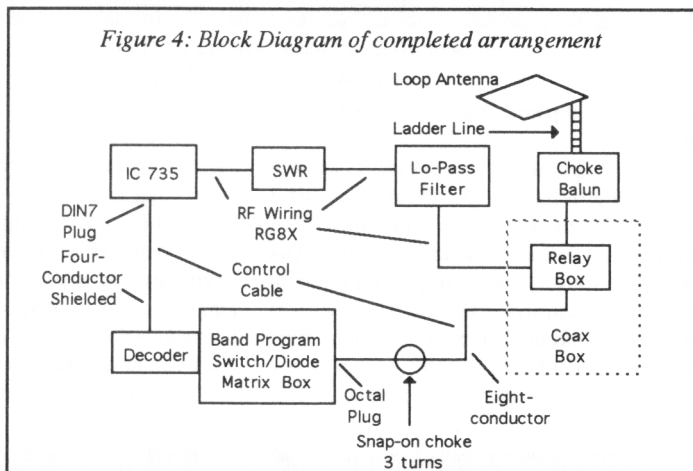 Figure 4: Block Diagram of completed arrangement
Loop Antenna
Ladder Line
IC 735
SWR
Lo-Pass
Filter
Choke
Balun
DIN7
Plug
RF Wiring
RG8X
Four-
Conductor
Shielded
Control
Cable
Relay
Box
Decoder
Band Program
Switch/Diode
Matrix Box
Coax
Box
Octal
Plug
Eight-
conductor
Snap-on choke
3 turns